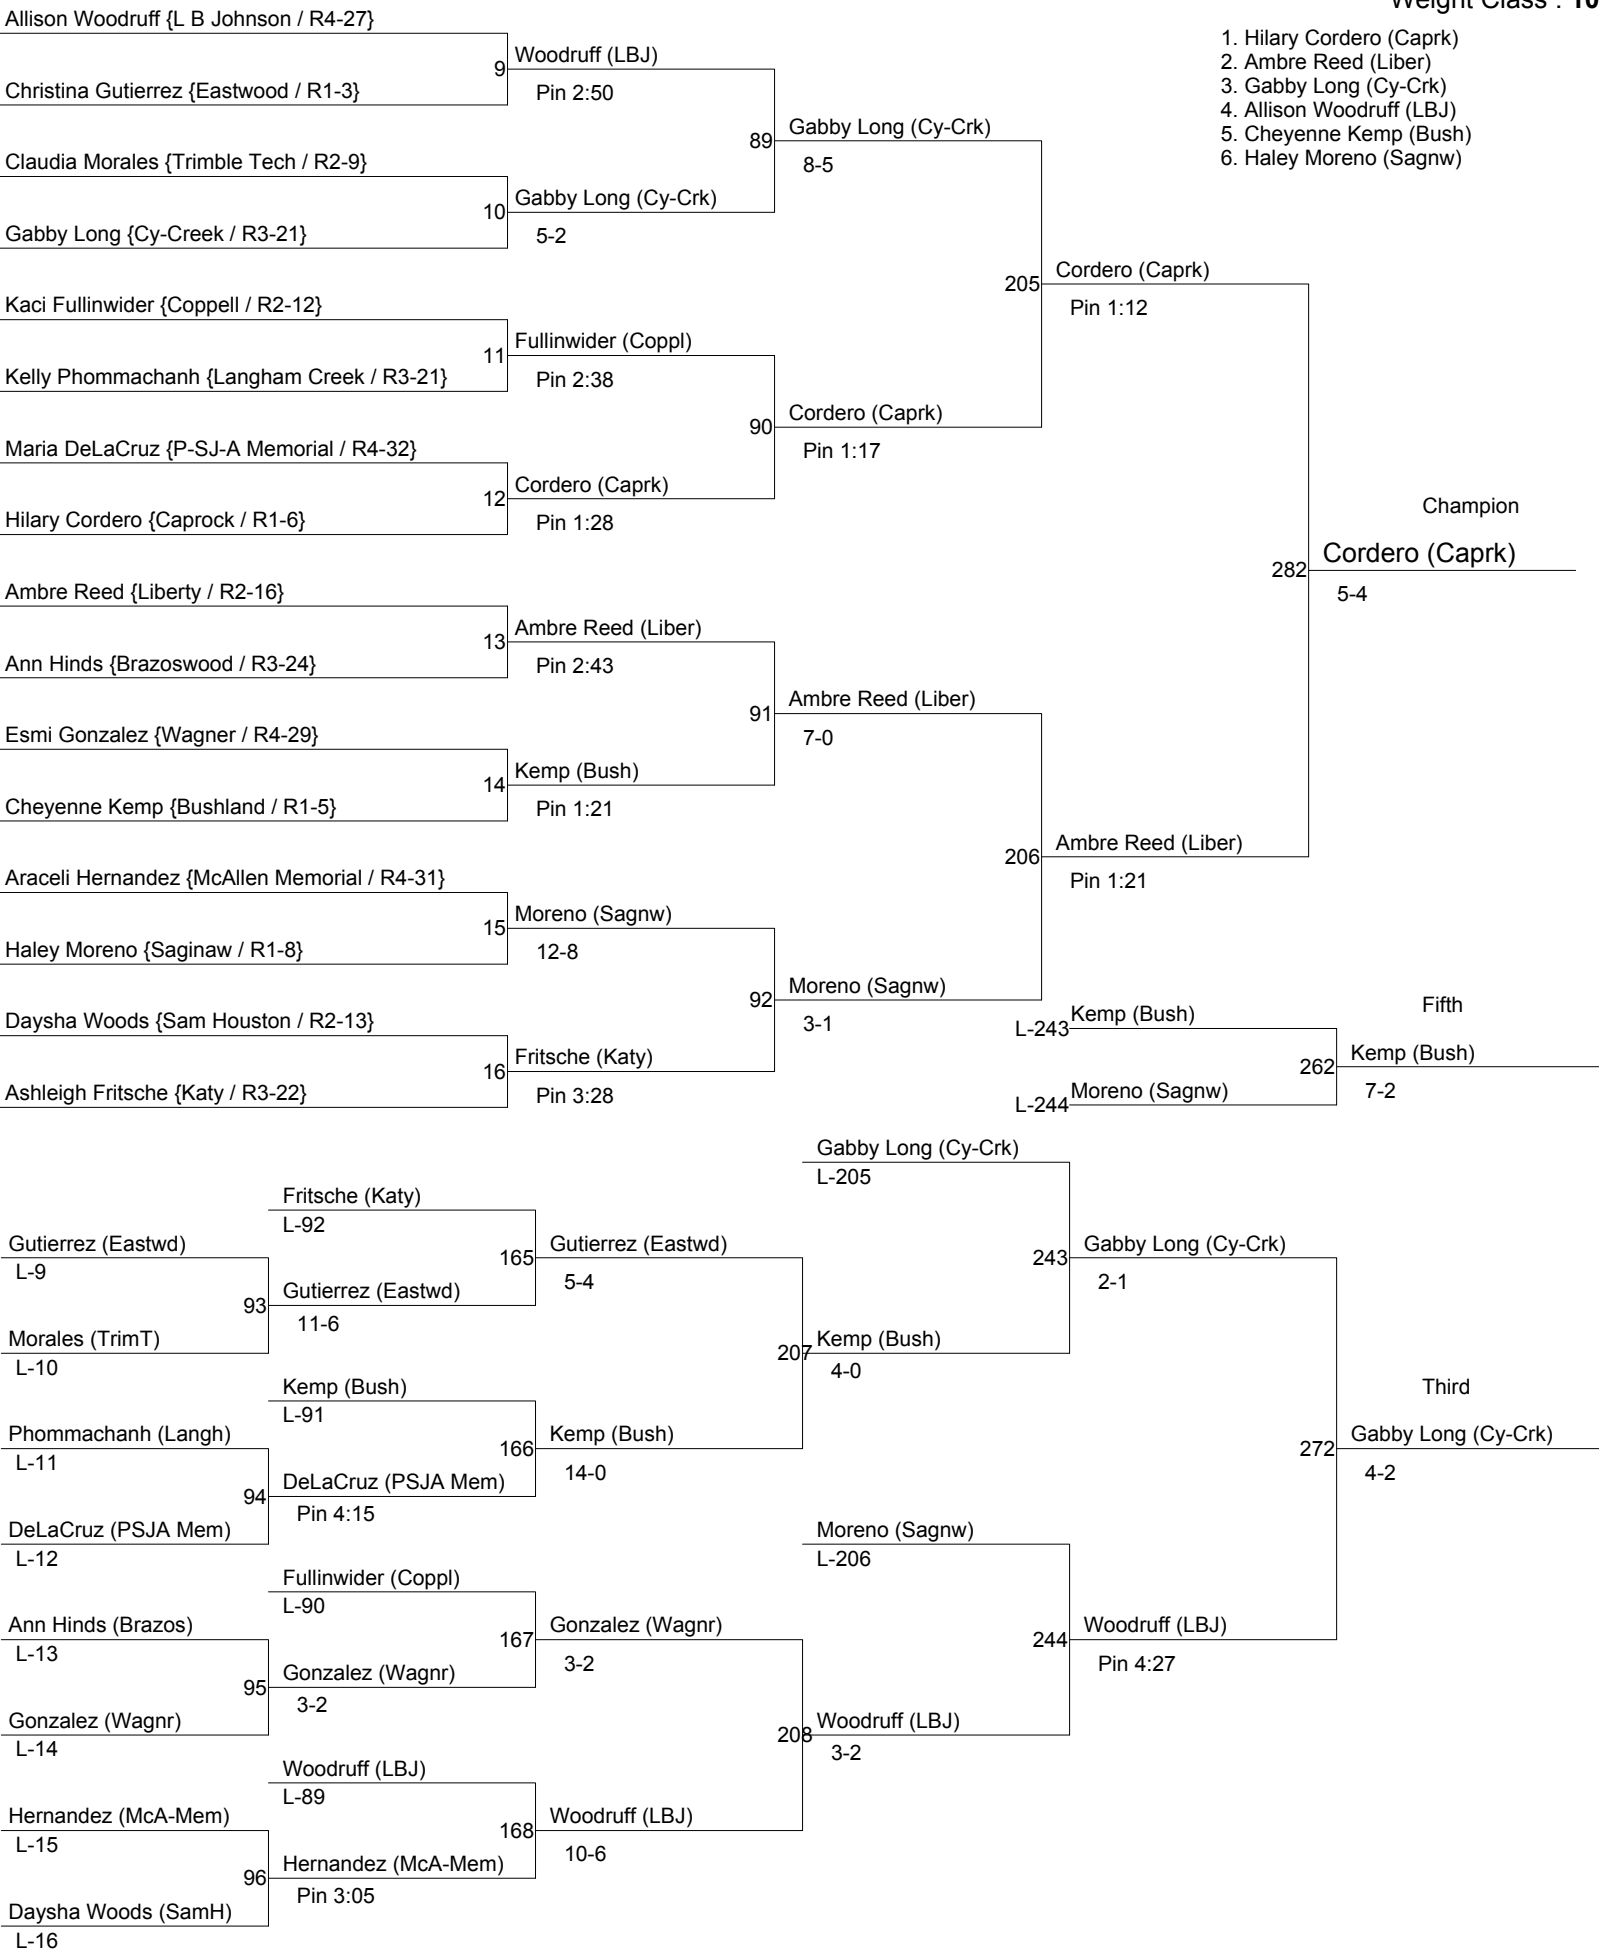 Allison Woodruff {L B Johnson / R4-27}
Weight Class : 10
1. Hilary Cordero (Caprk)
2. Ambre Reed (Liber)
3. Gabby Long (Cy-Crk)
4. Allison Woodruff (LBJ)
5. Cheyenne Kemp (Bush)
6. Haley Moreno (Sagnw)
9 Woodruff (LBJ)
Pin 2:50
Christina Gutierrez {Eastwood / R1-3}
89 Gabby Long (Cy-Crk)
8-5
Claudia Morales {Trimble Tech / R2-9}
10 Gabby Long (Cy-Crk)
5-2
Gabby Long {Cy-Creek / R3-21}
205 Cordero (Caprk)
Pin 1:12
Kaci Fullinwider {Coppell / R2-12}
11 Fullinwider (Coppl)
Pin 2:38
Kelly Phommachanh {Langham Creek / R3-21}
90 Cordero (Caprk)
Pin 1:17
Maria DeLaCruz {P-SJ-A Memorial / R4-32}
12 Cordero (Caprk)
Pin 1:28
Hilary Cordero {Caprock / R1-6}
Champion
282 Cordero (Caprk)
5-4
Ambre Reed {Liberty / R2-16}
13 Ambre Reed (Liber)
Pin 2:43
Ann Hinds {Brazoswood / R3-24}
91 Ambre Reed (Liber)
7-0
Esmi Gonzalez {Wagner / R4-29}
14 Kemp (Bush)
Pin 1:21
Cheyenne Kemp {Bushland / R1-5}
206 Ambre Reed (Liber)
Pin 1:21
Araceli Hernandez {McAllen Memorial / R4-31}
15 Moreno (Sagnw)
12-8
Haley Moreno {Saginaw / R1-8}
92 Moreno (Sagnw)
3-1
Daysha Woods {Sam Houston / R2-13}
16 Fritsche (Katy)
Pin 3:28
Ashleigh Fritsche {Katy / R3-22}
Fifth
L-243 Kemp (Bush)
262 Kemp (Bush)
7-2
L-244 Moreno (Sagnw)
Gabby Long (Cy-Crk)
L-205
Fritsche (Katy)
L-92
Gutierrez (Eastwd)
L-9
165 Gutierrez (Eastwd)
5-4
243 Gabby Long (Cy-Crk)
2-1
93 Gutierrez (Eastwd)
11-6
Morales (TrimT)
L-10
207 Kemp (Bush)
4-0
Kemp (Bush)
L-91
Third
Phommachanh (Langh)
L-11
166 Kemp (Bush)
14-0
272 Gabby Long (Cy-Crk)
4-2
94 DeLaCruz (PSJA Mem)
Pin 4:15
DeLaCruz (PSJA Mem)
L-12
Moreno (Sagnw)
L-206
Fullinwider (Coppl)
L-90
Ann Hinds (Brazos)
L-13
167 Gonzalez (Wagnr)
3-2
244 Woodruff (LBJ)
Pin 4:27
95 Gonzalez (Wagnr)
3-2
Gonzalez (Wagnr)
L-14
208 Woodruff (LBJ)
3-2
Woodruff (LBJ)
L-89
Hernandez (McA-Mem)
L-15
168 Woodruff (LBJ)
10-6
96 Hernandez (McA-Mem)
Pin 3:05
Daysha Woods (SamH)
L-16